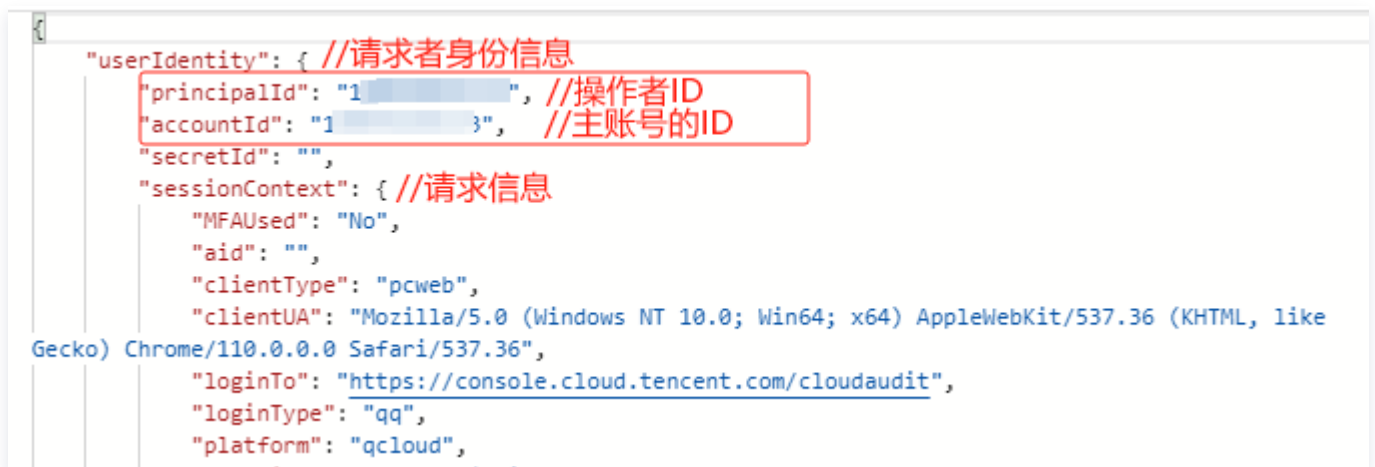 {
"userIdentity": { //请求者身份信息
"principalId": "1 ", //操作者ID
"accountId": "1 3", //主账号的ID
"secretId": "",
"sessionContext": { //请求信息
"MFAUsed": "No",
"aid": "",
"clientType": "pcweb",
"clientUA": "Mozilla/5.0 (Windows NT 10.0; Win64; x64) AppleWebKit/537.36 (KHTML, like
Gecko) Chrome/110.0.0.0 Safari/537.36",
"loginTo": "https://console.cloud.tencent.com/cloudaudit",
"loginType": "qq",
"platform": "qcloud",